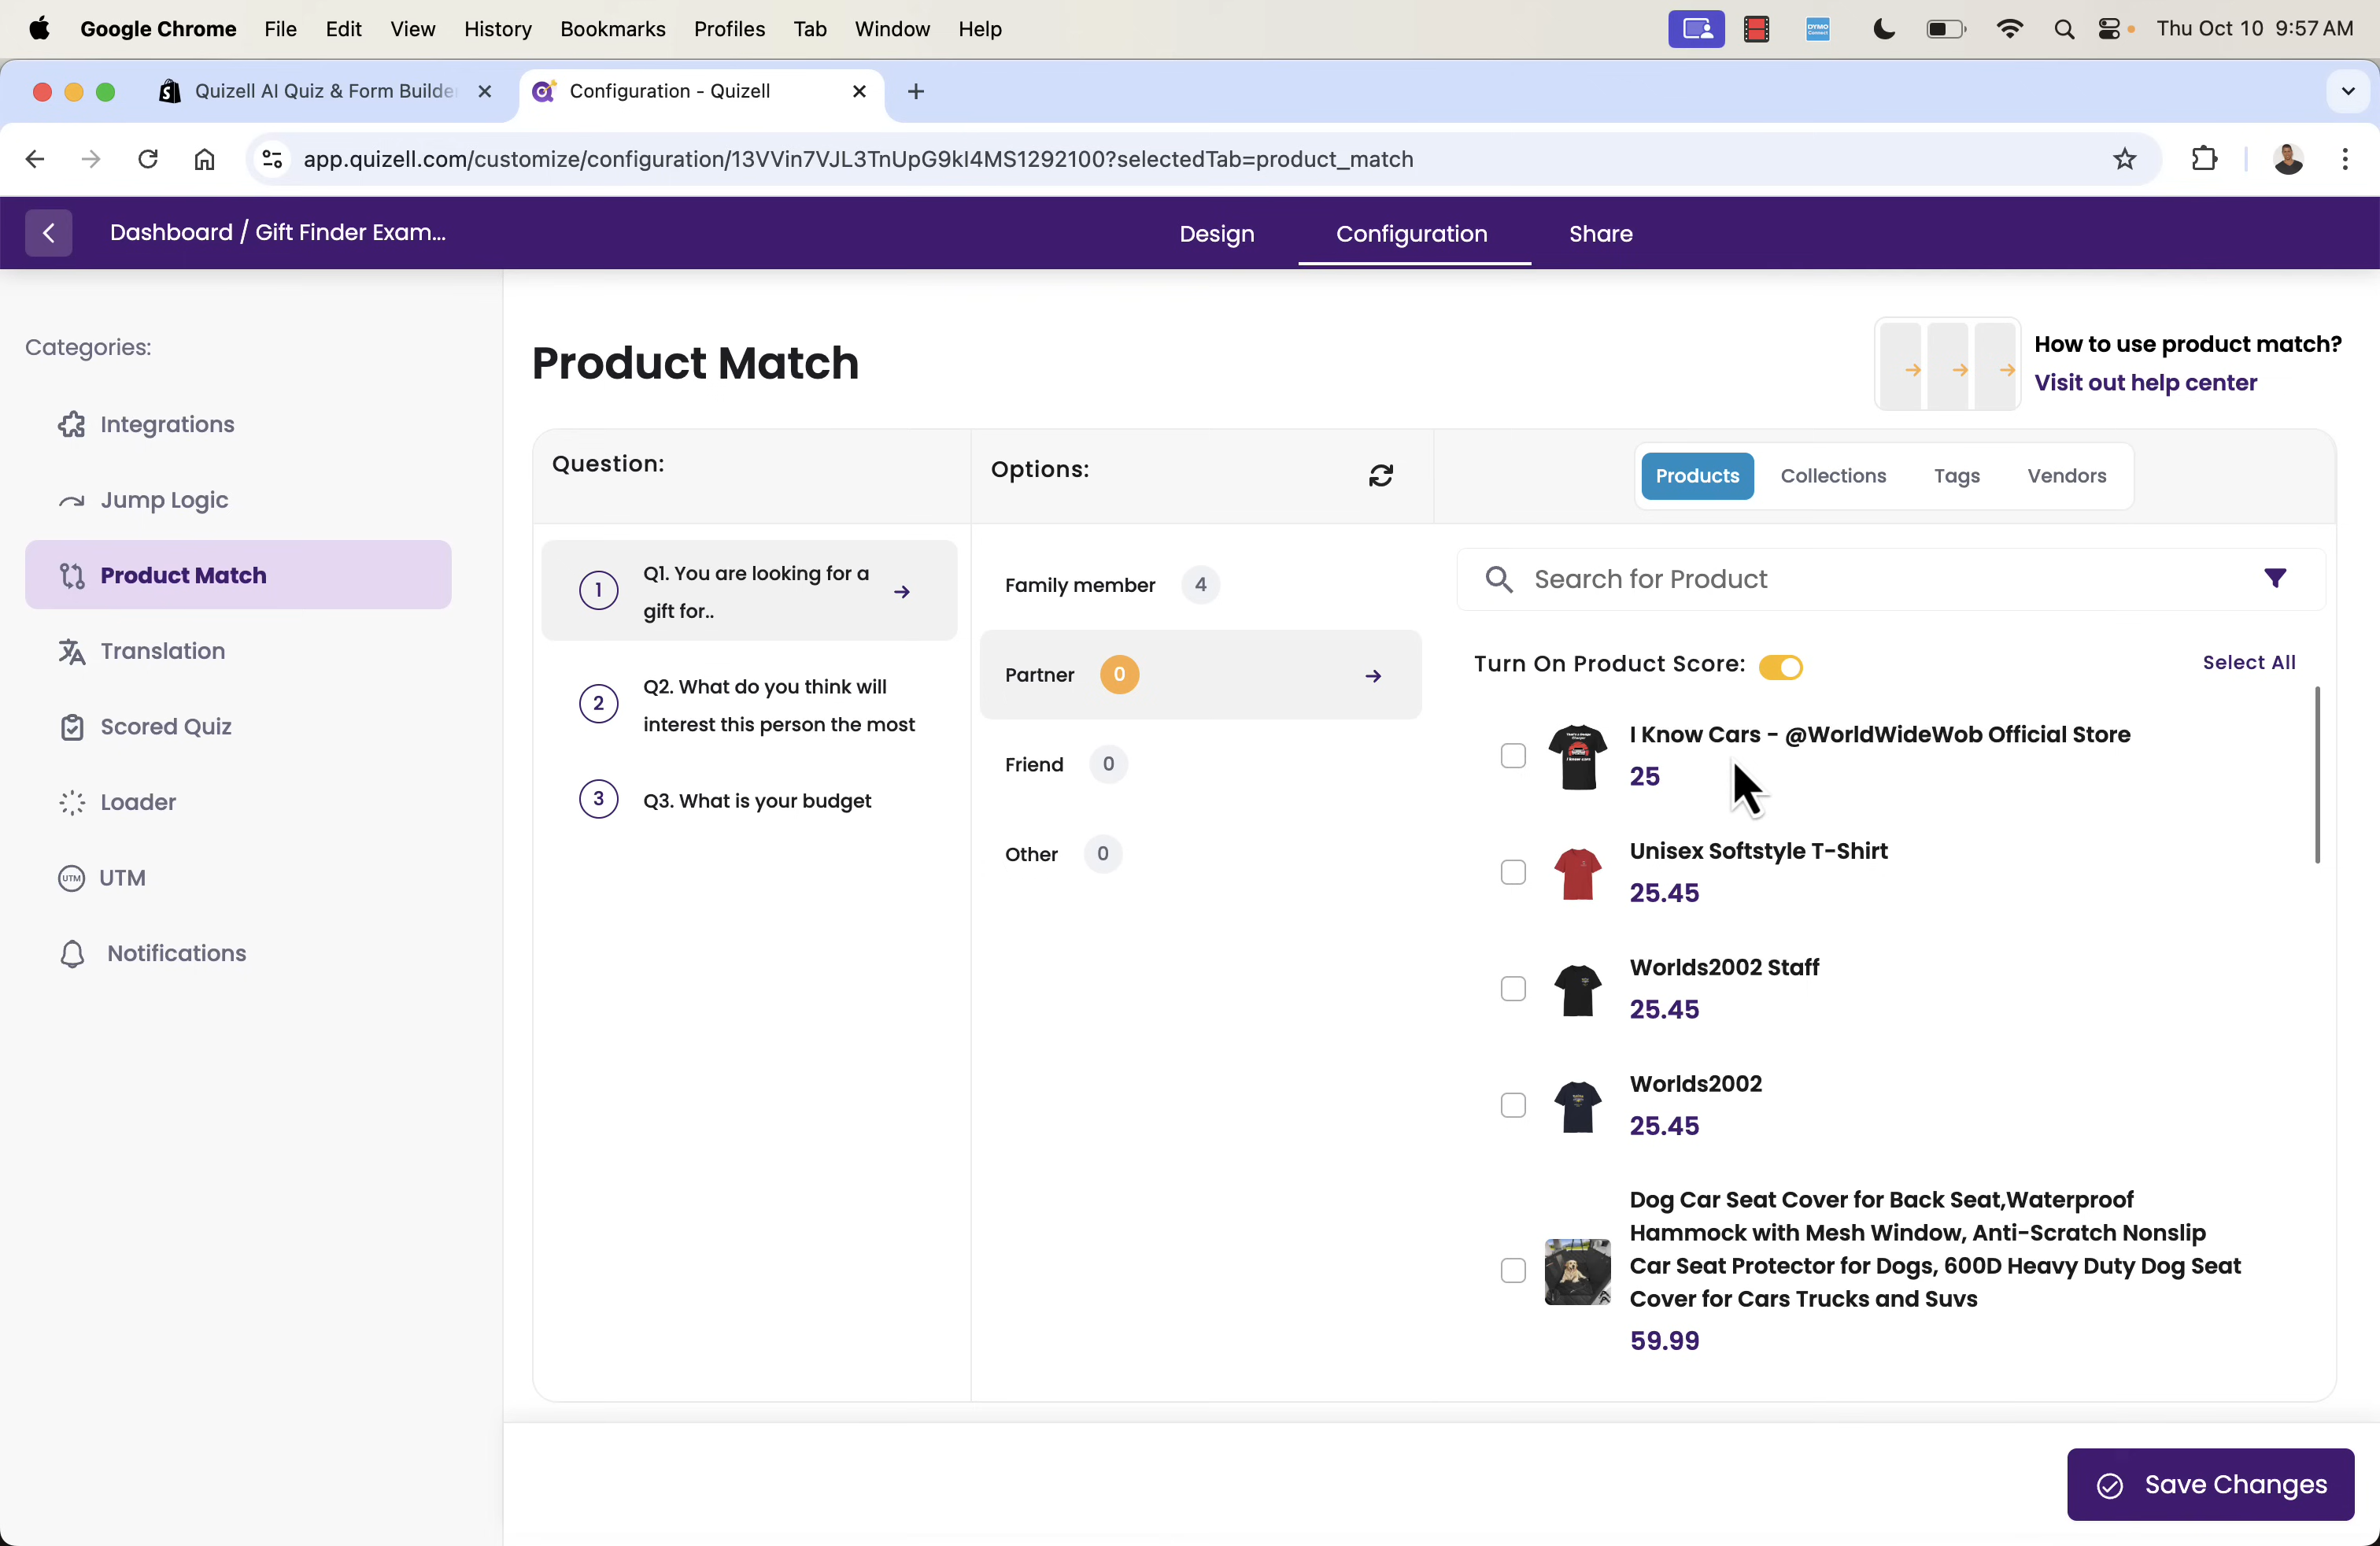 Google Chrome File Edit View History Bookmarks Profiles Tab Window Help
DYMO
Connect
Thu Oct 10 9:57 AM
Quizell AI Quiz & Form Builde
Configuration - Quizell
app.quizell.com/customize/configuration/13VVin7VJL3TnUpG9kI4MS1292100?selectedTab=product_match
Dashboard / Gift Finder Exam...
Design
Configuration
Share
Categories:
Integrations
Jump Logic
Product Match
Translation
Scored Quiz
Loader
UTM UTM
Notifications
Product Match
How to use product match?
Visit out help center
Question:
1
Q1. You are looking for a
gift for..
2
Q2. What do you think will
interest this person the most
3
Q3. What is your budget
Options:
Family member 4
Partner 0
Friend 0
Other 0
Products Collections Tags Vendors
Search for Product
Turn On Product Score:
Select All
I Know Cars - @WorldWideWob Official Store
25
Unisex Softstyle T-Shirt
25.45
Worlds2002 Staff
25.45
Worlds2002
25.45
Dog Car Seat Cover for Back Seat,Waterproof
Hammock with Mesh Window, Anti-Scratch Nonslip
Car Seat Protector for Dogs, 600D Heavy Duty Dog Seat
Cover for Cars Trucks and Suvs
59.99
Save Changes